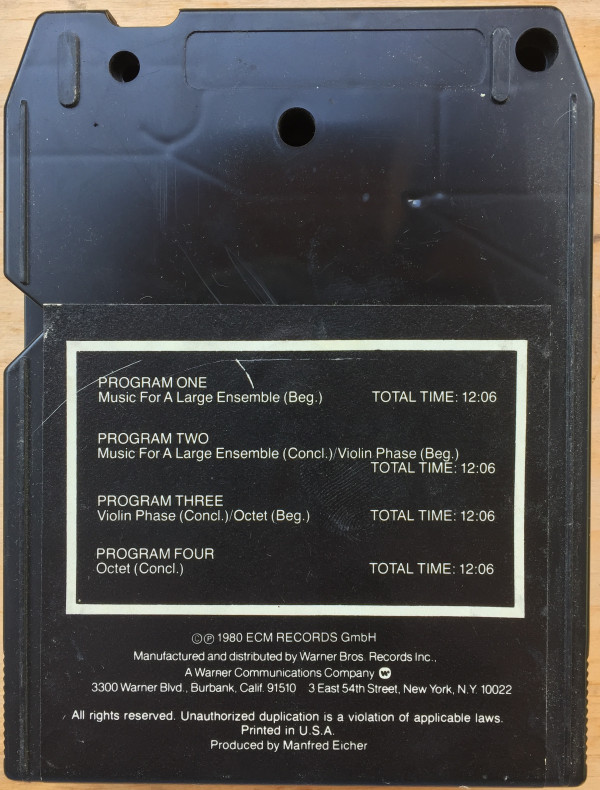 PROGRAM ONE
Music For A Large Ensemble (Beg.) TOTAL TIME: 12:06
PROGRAM TWO
Music For A Large Ensemble (Concl.)/Violin Phase (Beg.)
TOTAL TIME: 12:06
PROGRAM THREE
Violin Phase (Concl.)/Octet (Beg.) TOTAL TIME: 12:06
PROGRAM FOUR
Octet (Concl.) TOTAL TIME: 12:06
©℗ 1980 ECM RECORDS GmbH
Manufactured and distributed by Warner Bros. Records Inc.,
A Warner Communications Company
3300 Warner Blvd., Burbank, Calif. 91510 3 East 54th Street, New York, N.Y. 10022
All rights reserved. Unauthorized duplication is a violation of applicable laws.
Printed in U.S.A.
Produced by Manfred Eicher